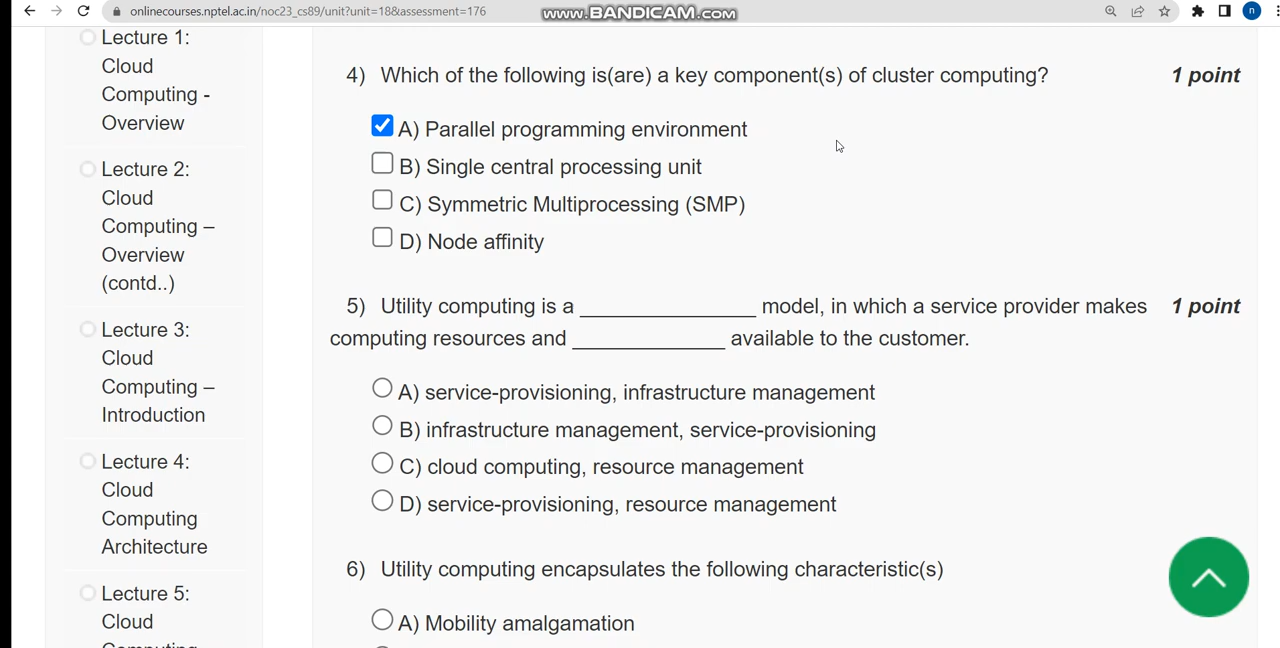 onlinecourses.nptel.ac.in/noc23_cs89/unit?unit=18&assessment=176
www.BANDICAM.com
n
Lecture 1:
Cloud
Computing -
Overview
Lecture 2:
Cloud
Computing –
Overview
(contd..)
Lecture 3:
Cloud
Computing –
Introduction
Lecture 4:
Cloud
Computing
Architecture
Lecture 5:
Cloud
Computing
4) Which of the following is(are) a key component(s) of cluster computing? 1 point
A) Parallel programming environment
B) Single central processing unit
C) Symmetric Multiprocessing (SMP)
D) Node affinity
5) Utility computing is a ______________ model, in which a service provider makes 1 point
computing resources and ____________ available to the customer.
A) service-provisioning, infrastructure management
B) infrastructure management, service-provisioning
C) cloud computing, resource management
D) service-provisioning, resource management
6) Utility computing encapsulates the following characteristic(s)
A) Mobility amalgamation